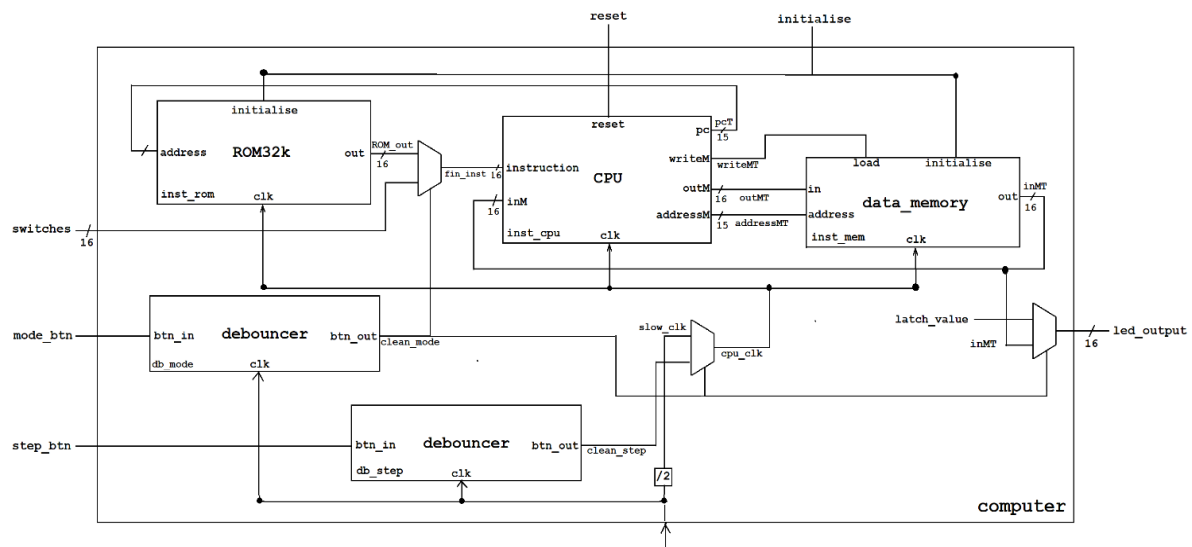 reset
initialise
initialise
address
ROM32k
out
ROM_out
16
inst_rom
clk
fin_inst
16
reset
instruction
CPU
inM
16
inst_cpu
clk
pc
pcT
15
writeM
writeMT
outM
16
outMT
addressM
15
addressMT
load
initialise
in
data_memory
out
inMT
16
address
inst_mem
clk
switches
16
mode_btn
btn_in
debouncer
btn_out
clean_mode
db_mode
clk
slow_clk
cpu_clk
latch_value
inMT
led_output
16
step_btn
btn_in
debouncer
btn_out
clean_step
db_step
clk
/2
computer